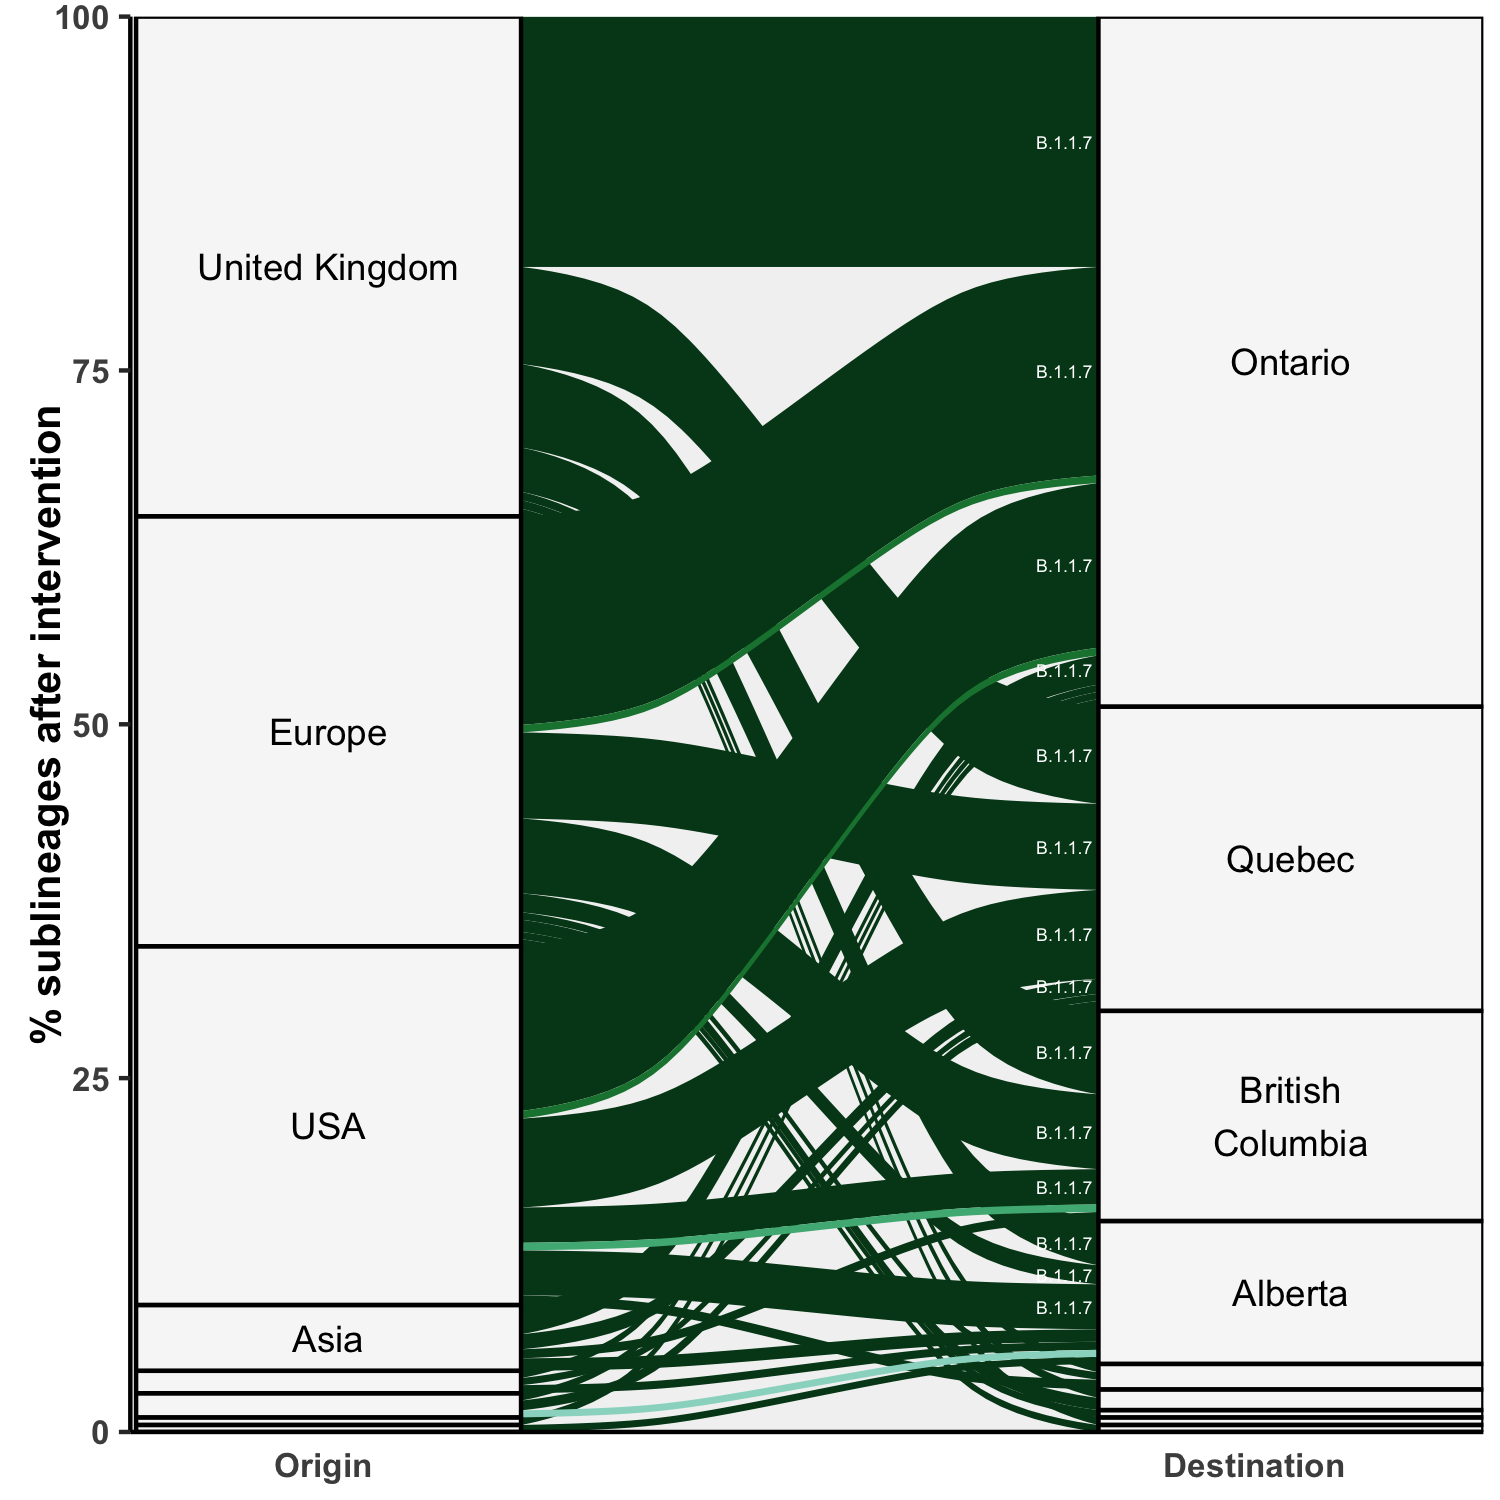 100
75
50
25
0
% sublineages after intervention
United Kingdom
Europe
USA
Asia
B.1.1.7
B.1.1.7
B.1.1.7
B.1.1.7
B.1.1.7
B.1.1.7
B.1.1.7
B.1.1.7
B.1.1.7
B.1.1.7
B.1.1.7
B.1.1.7
B.1.1.7
B.1.1.7
Ontario
Quebec
British
Columbia
Alberta
Origin
Destination